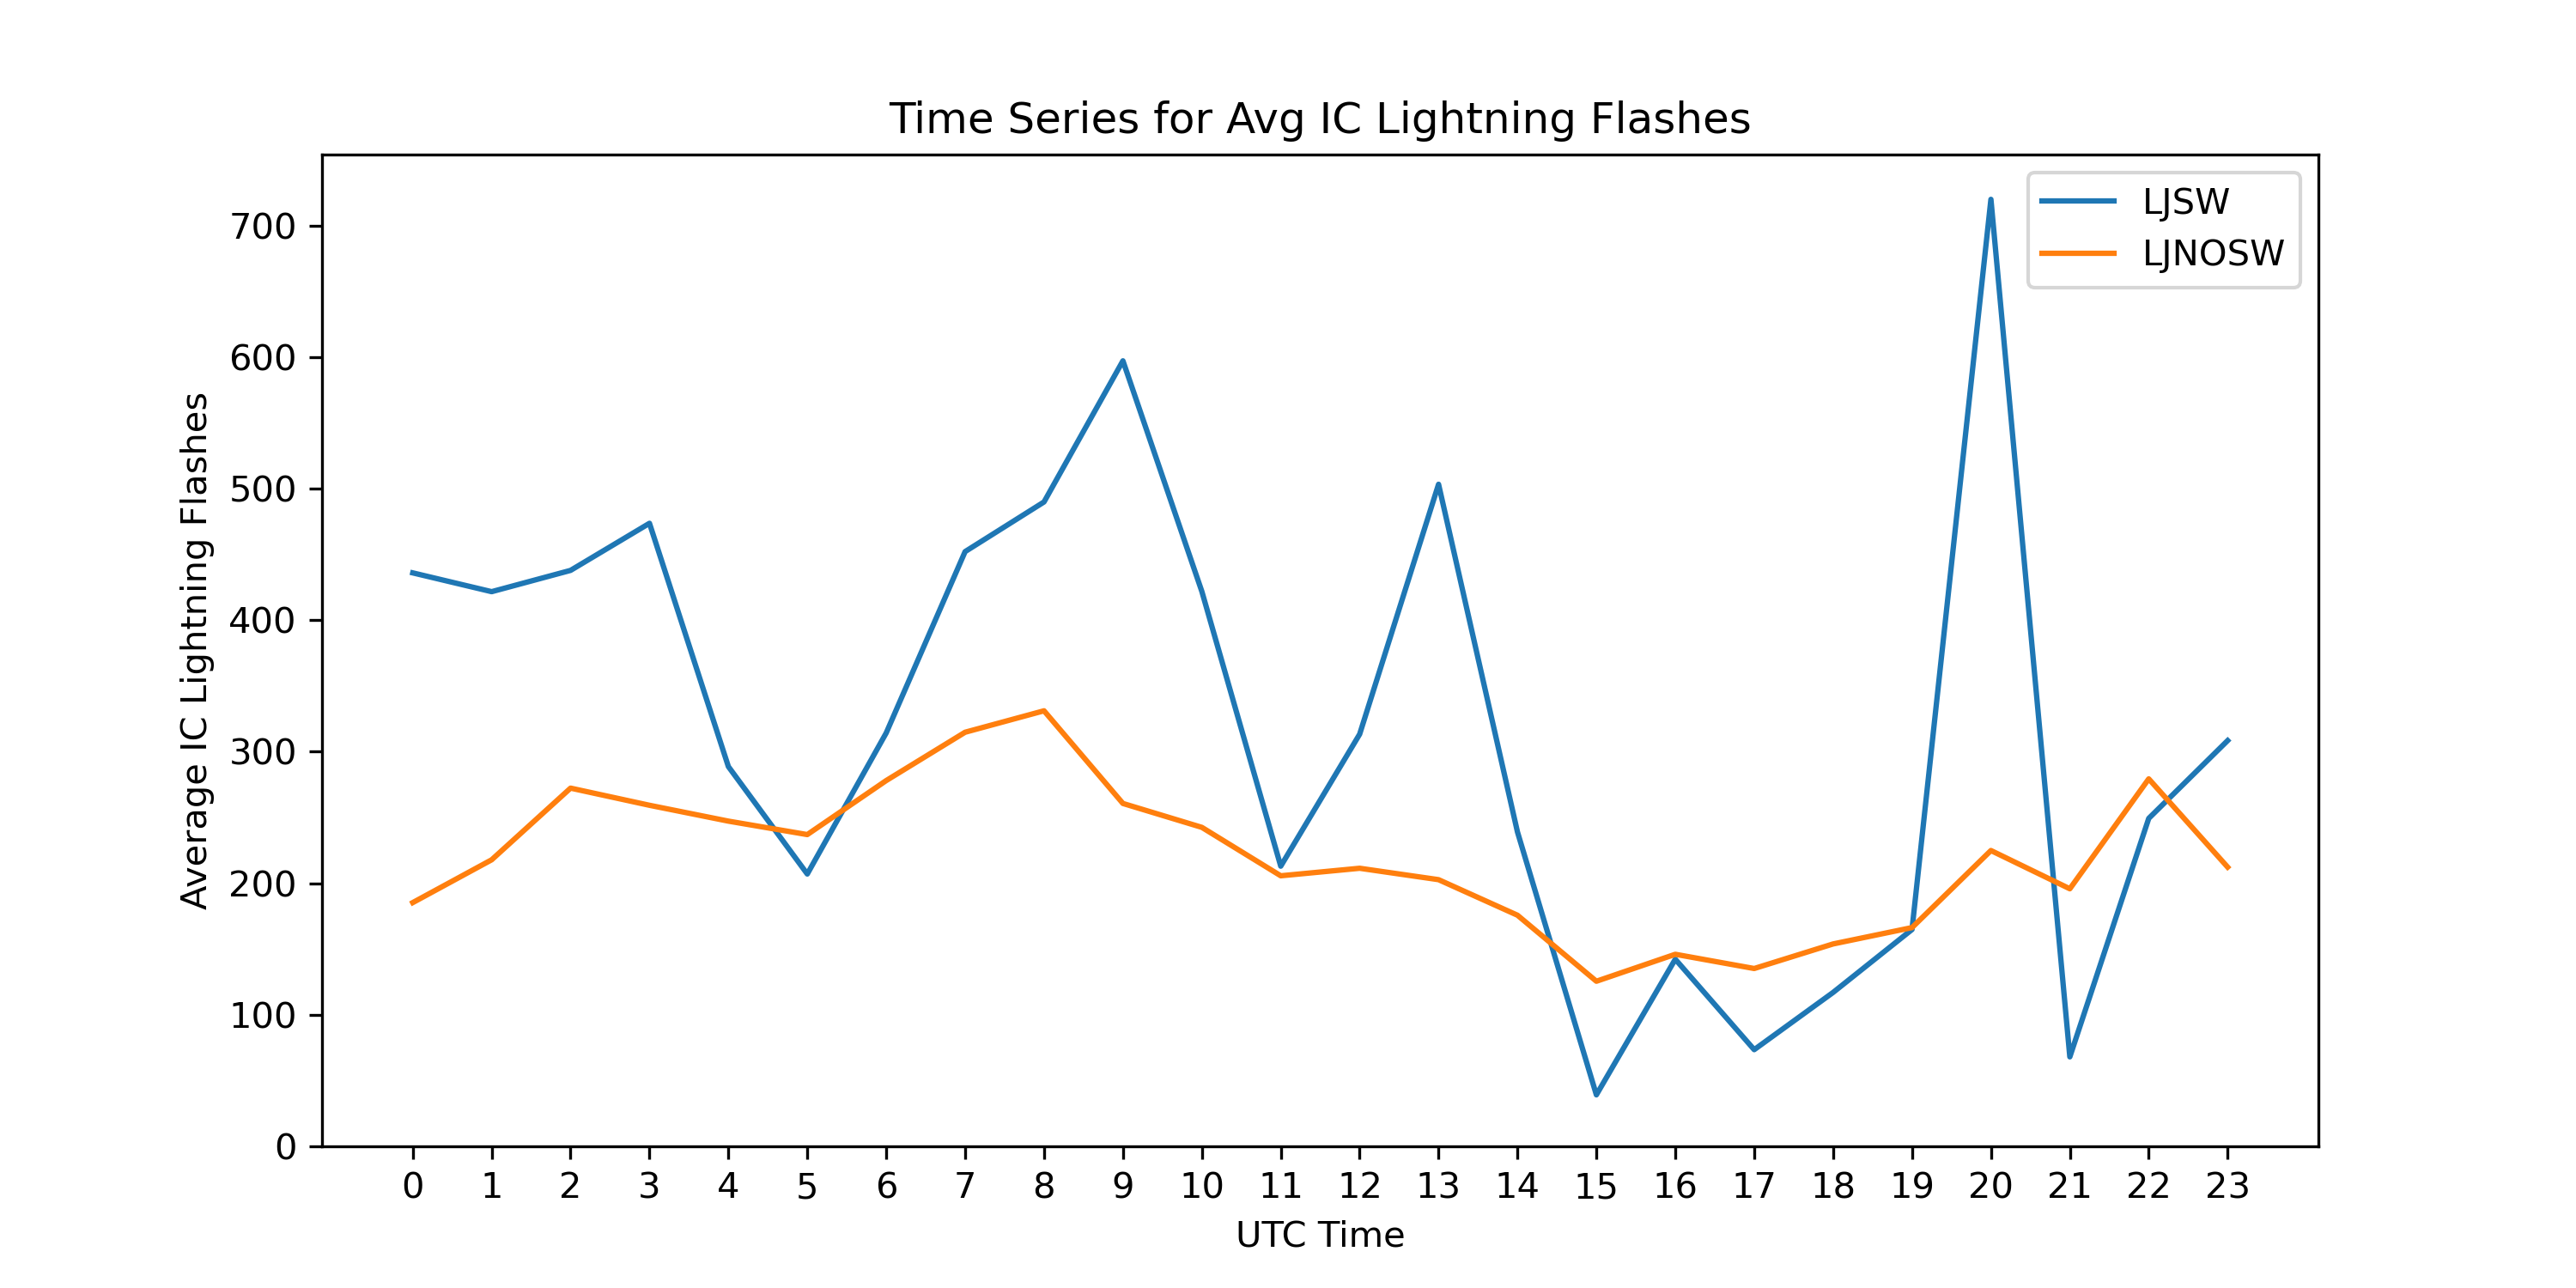 Time Series for Avg IC Lightning Flashes
LJSW
LJNOSW
Average IC Lightning Flashes
700
600
500
400
300
200
100
0
0 1 2 3 4 5 6 7 8 9 10 11 12 13 14 15 16 17 18 19 20 21 22 23
UTC Time